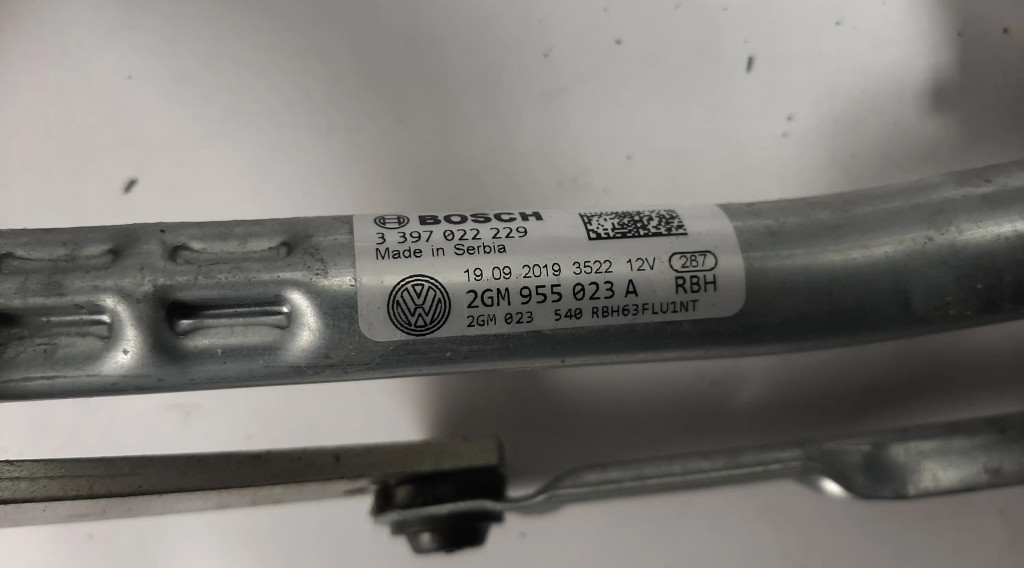 BOSCH
3 397 022 229
Made in Serbia
19.09.2019 3522 12V 287
2GM 955 023 A RBH
2GM 023 540 RBH63FLU1NT